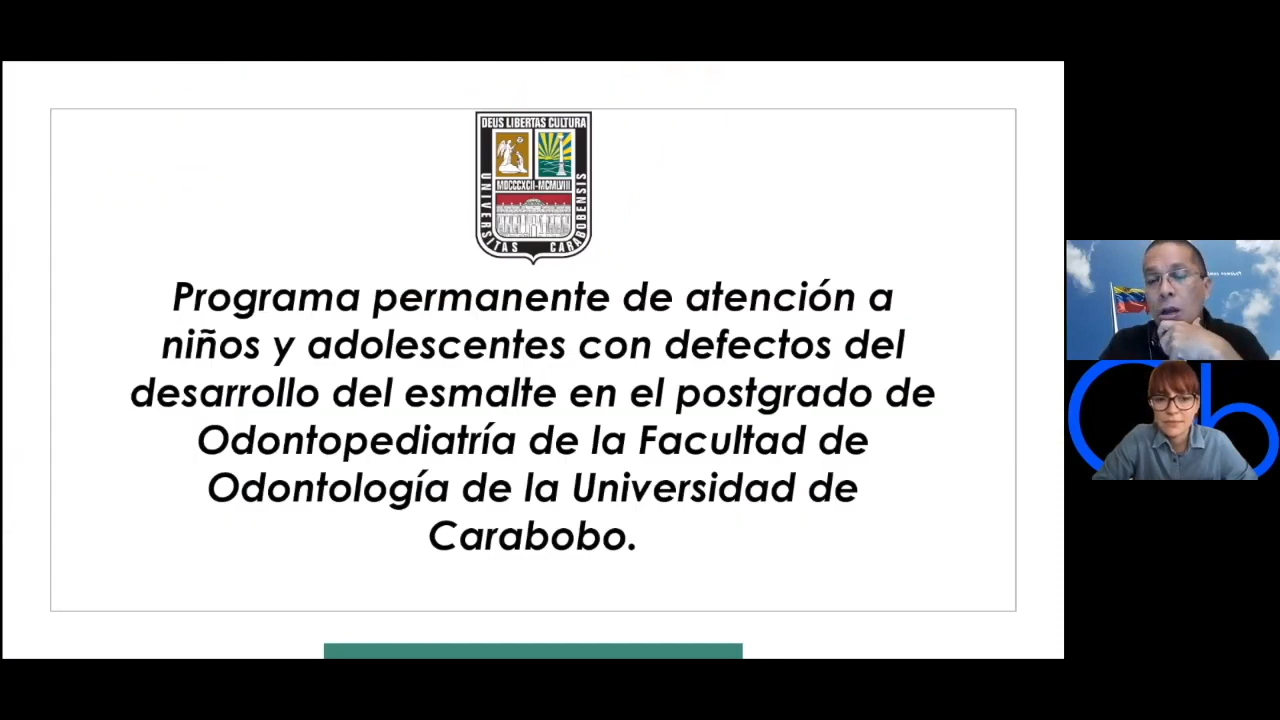 DEUS LIBERTAS CULTURA
MDCCCXCII-MCMLVIII
UNIVERSITAS CARABOBENSIS
Programa permanente de atención a
niños y adolescentes con defectos del
desarrollo del esmalte en el postgrado de
Odontopediatría de la Facultad de
Odontología de la Universidad de
Carabobo.